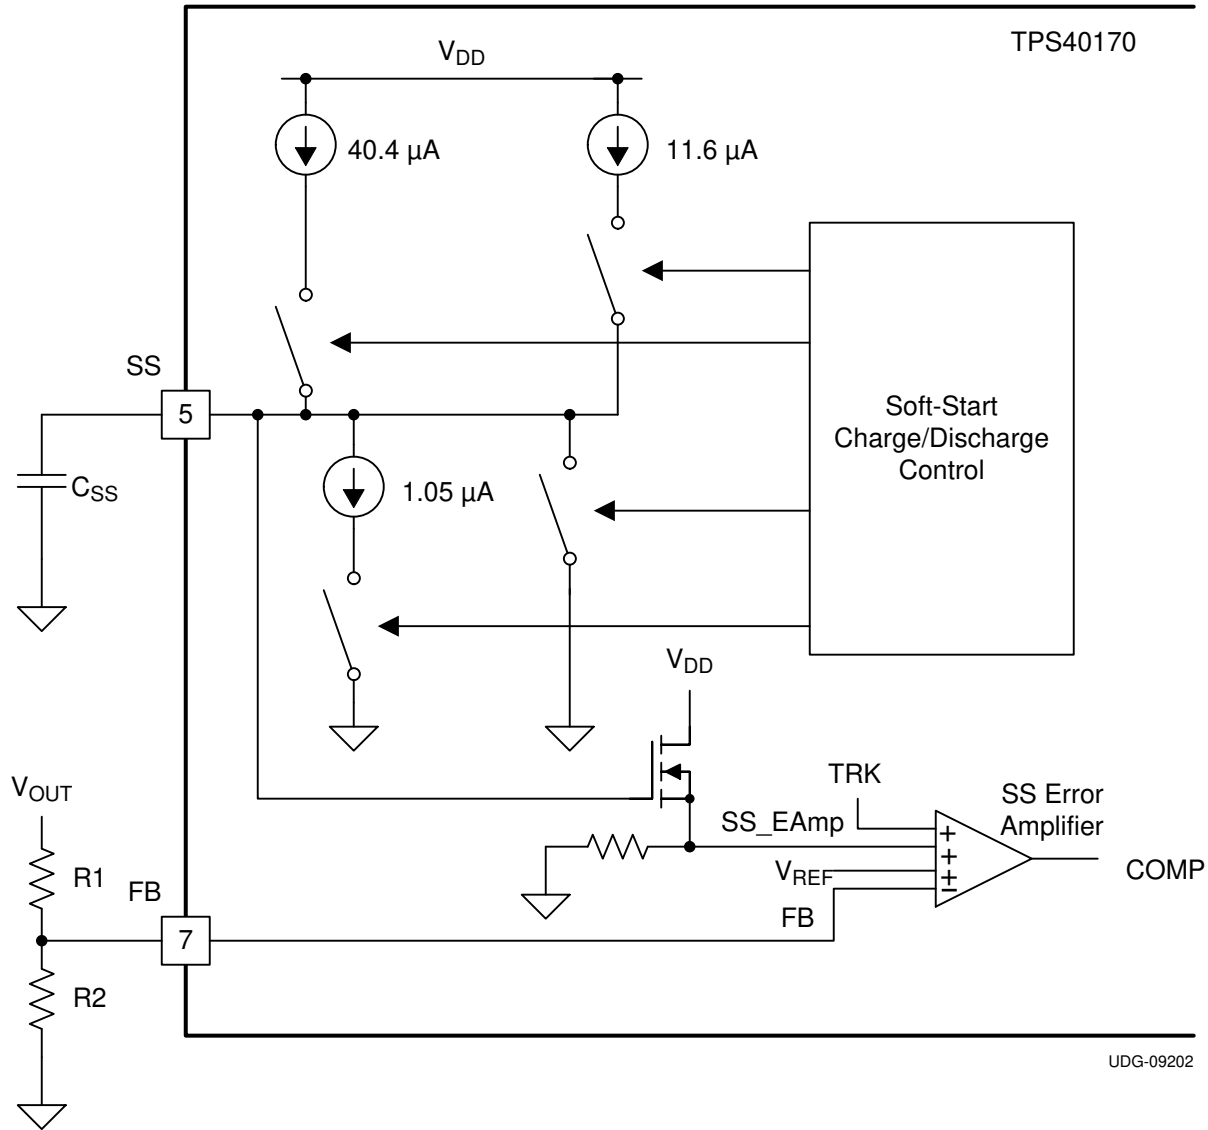 TPS40170
VDD
40.4 µA
11.6 µA
SS
5
Soft-Start
Charge/Discharge
Control
CSS
1.05 µA
VDD
VOUT
TRK
SS Error
Amplifier
SS_EAmp
+
+
VREF
+
COMP
R1
FB
−
FB
7
R2
UDG-09202